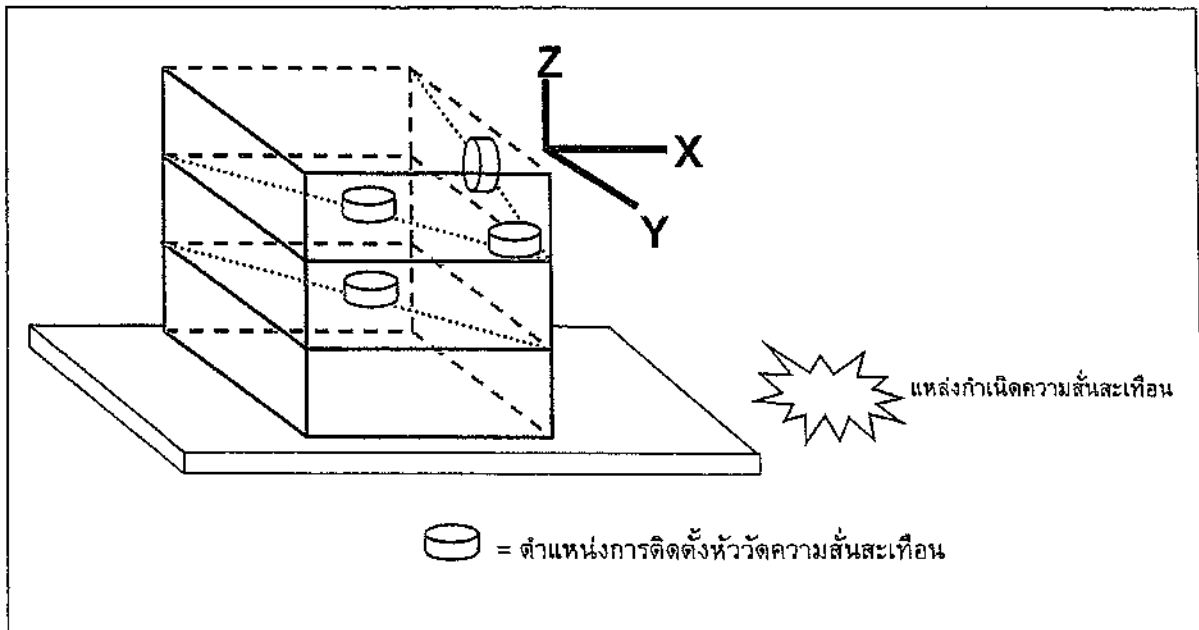 Z
X
Y
แหล่งกำเนิดความสั่นสะเทือน
= ตำแหน่งการติดตั้งหัววัดความสั่นสะเทือน